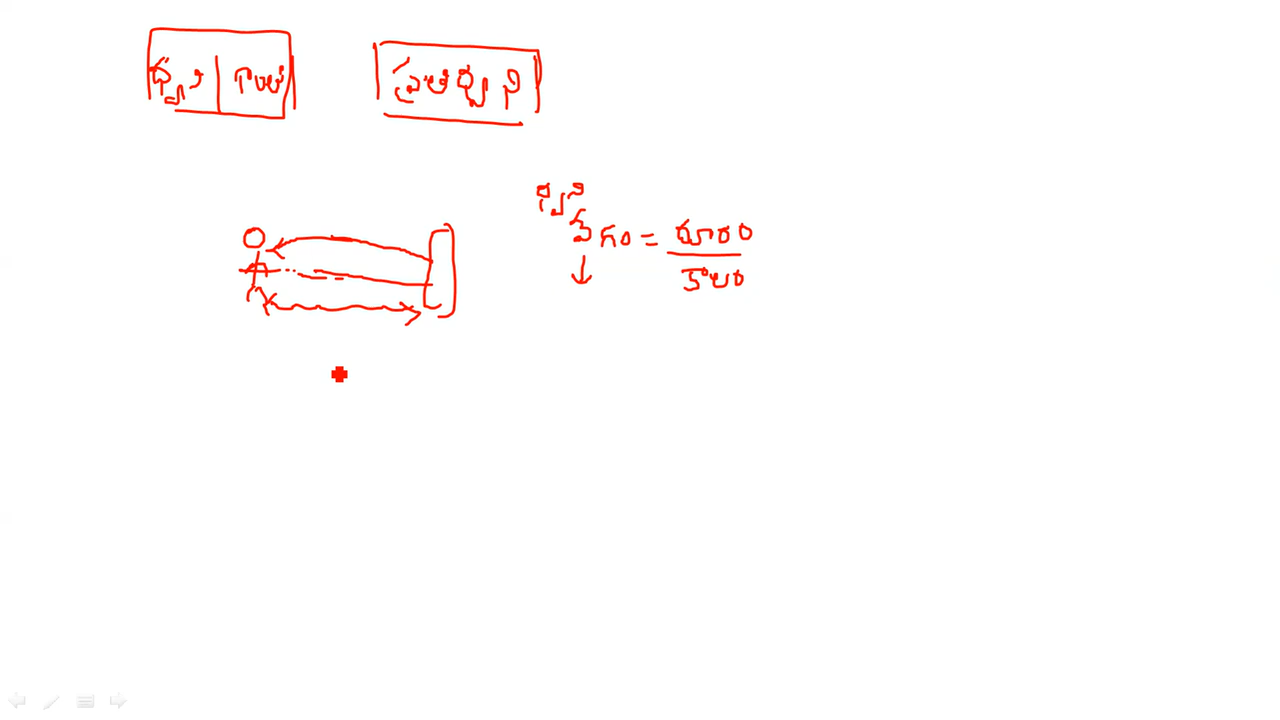 ధ్వని గంట ప్రతిధ్వని
ధ్వని
వేగం = దూరం
కాలం